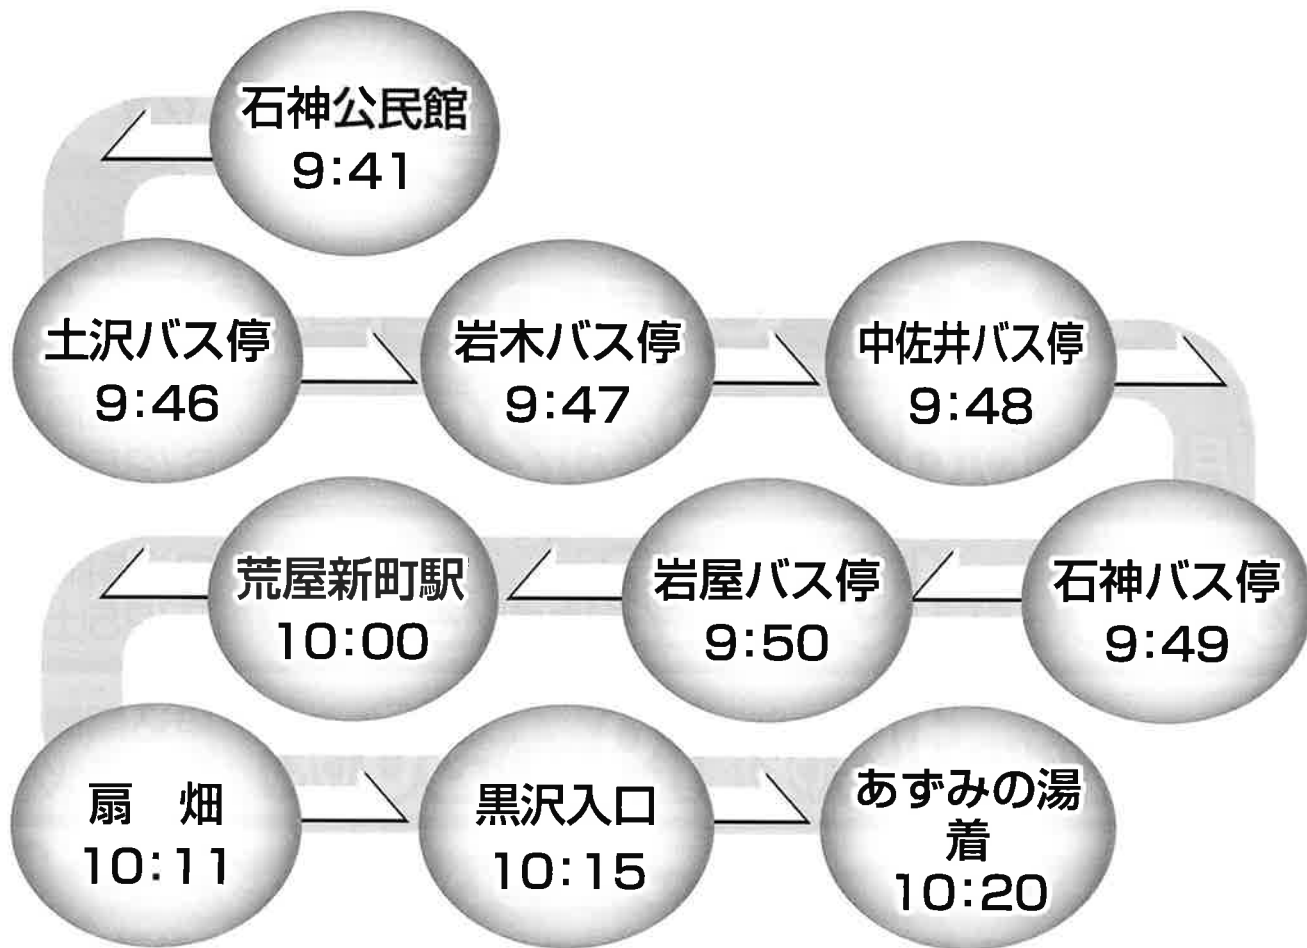 石神公民館
9:41
土沢バス停
9:46
岩木バス停
9:47
中佐井バス停
9:48
石神バス停
9:49
岩屋バス停
9:50
荒屋新町駅
10:00
扇　畑
10:11
黒沢入口
10:15
あずみの湯
着
10:20